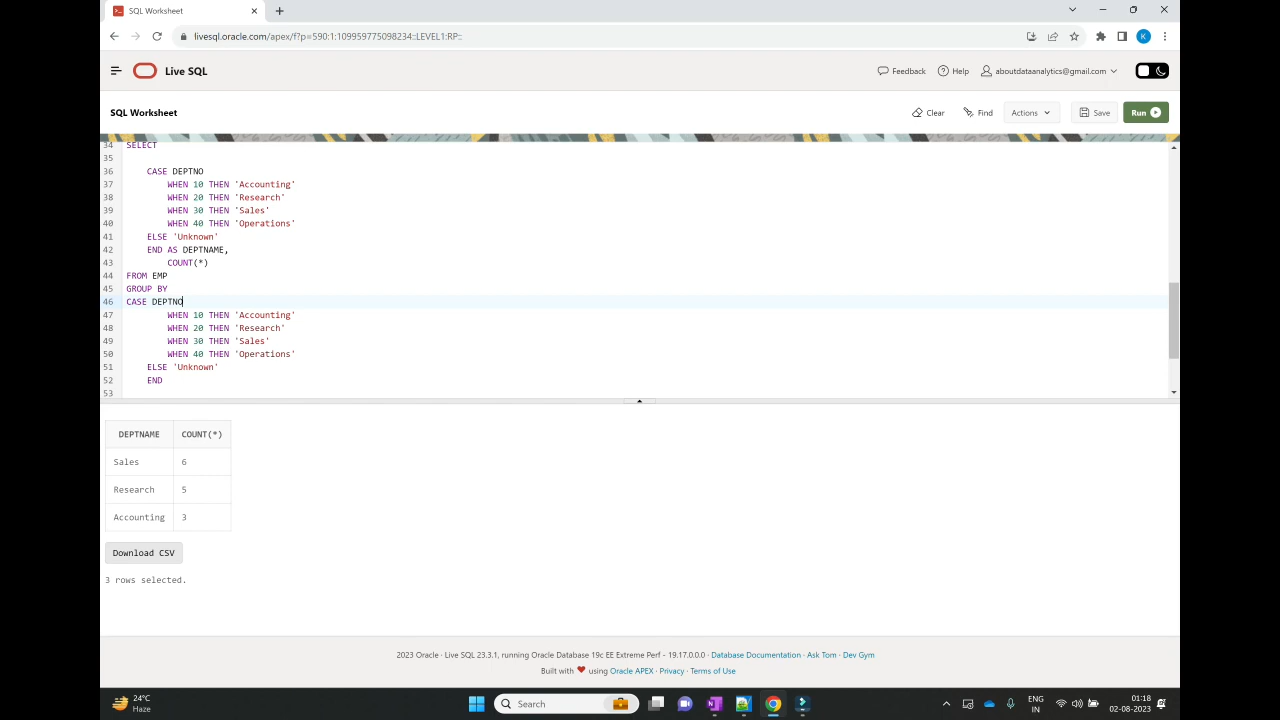 SQL Worksheet
livesql.oracle.com/apex/f?p=590:1:109959775098234::LEVEL1:RP::
K
Live SQL
Feedback
Help
aboutdataanalytics@gmail.com
SQL Worksheet
Clear
Find
Actions
Save
Run
34 SELECT
35
36 CASE DEPTNO
37 WHEN 10 THEN 'Accounting'
38 WHEN 20 THEN 'Research'
39 WHEN 30 THEN 'Sales'
40 WHEN 40 THEN 'Operations'
41 ELSE 'Unknown'
42 END AS DEPTNAME,
43 COUNT(*)
44 FROM EMP
45 GROUP BY
46 CASE DEPTNO
47 WHEN 10 THEN 'Accounting'
48 WHEN 20 THEN 'Research'
49 WHEN 30 THEN 'Sales'
50 WHEN 40 THEN 'Operations'
51 ELSE 'Unknown'
52 END
53
DEPTNAME COUNT(*)
Sales 6
Research 5
Accounting 3
Download CSV
3 rows selected.
2023 Oracle · Live SQL 23.3.1, running Oracle Database 19c EE Extreme Perf - 19.17.0.0.0 · Database Documentation · Ask Tom · Dev Gym
Built with ❤ using Oracle APEX · Privacy · Terms of Use
24°C
Haze
Search
ENG
IN
01:18
02-08-2023